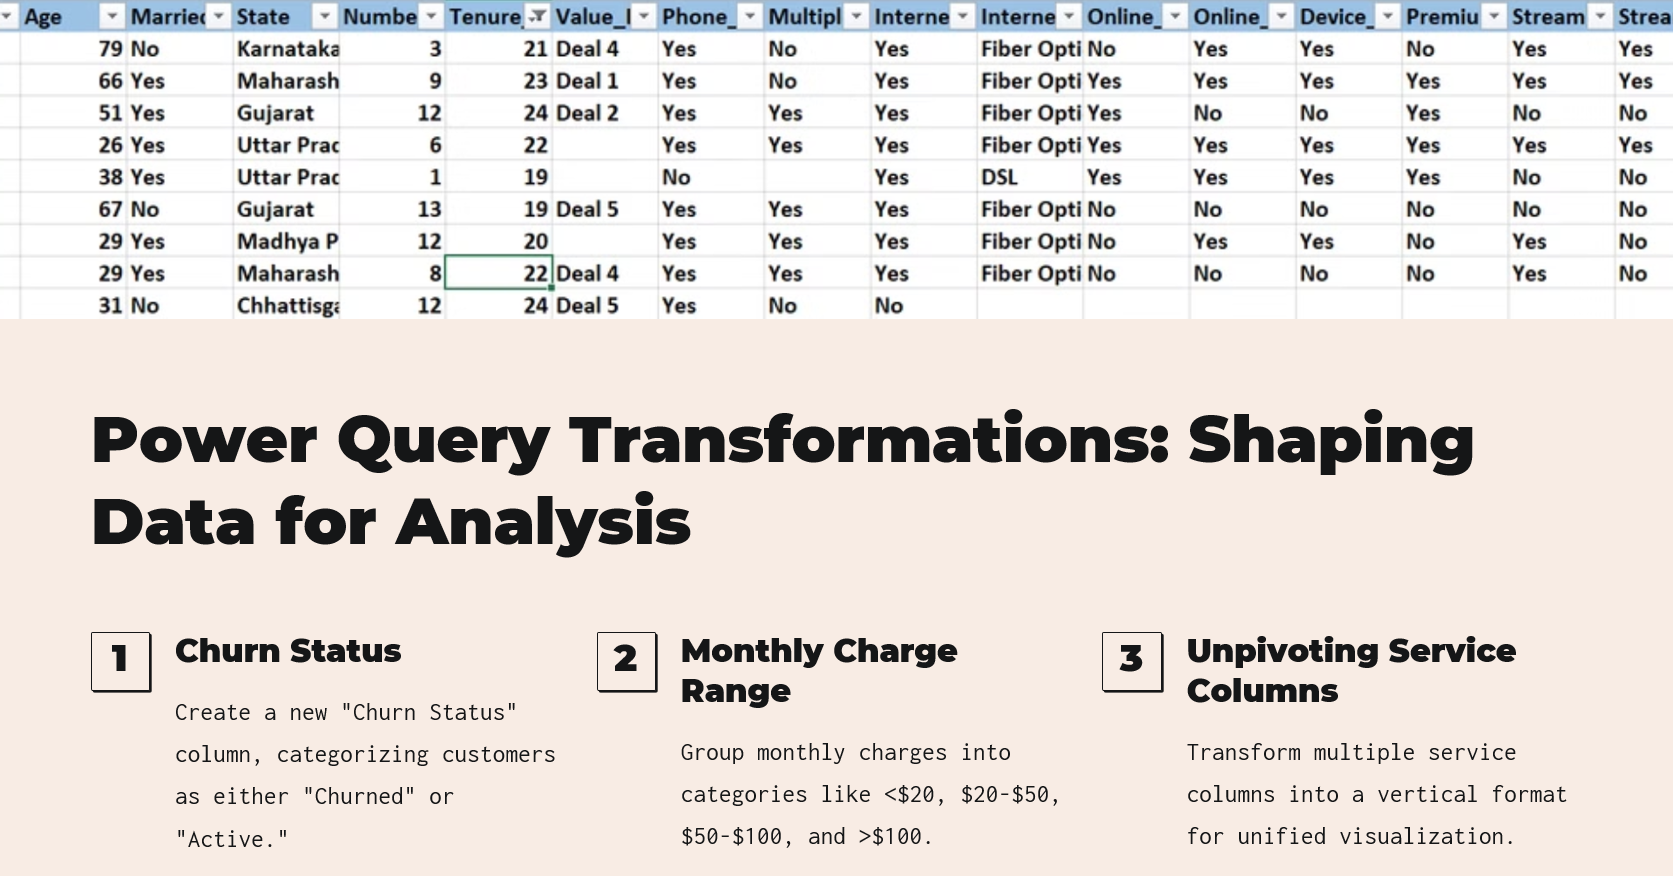 Age Married State Numbe Tenure_ Value_ Phone_ Multipl Interne Interne Online_ Online_ Device_ Premiu Stream Strea
79 No Karnataka 3 21 Deal 4 Yes No Yes Fiber Opti No Yes Yes No Yes Yes
66 Yes Maharash 9 23 Deal 1 Yes No Yes Fiber Opti Yes Yes Yes Yes Yes Yes
51 Yes Gujarat 12 24 Deal 2 Yes Yes Yes Fiber Opti Yes No No Yes No No
26 Yes Uttar Prad 6 22 Yes Yes Yes Fiber Opti Yes Yes Yes Yes Yes Yes
38 Yes Uttar Prad 1 19 No Yes DSL Yes Yes Yes Yes No No
67 No Gujarat 13 19 Deal 5 Yes Yes Yes Fiber Opti No No No No No No
29 Yes Madhya P 12 20 Yes Yes Yes Fiber Opti No Yes Yes No Yes No
29 Yes Maharash 8 22 Deal 4 Yes Yes Yes Fiber Opti No No No No Yes No
31 No Chhattisga 12 24 Deal 5 Yes No No
Power Query Transformations: Shaping
Data for Analysis
1
Churn Status
Create a new "Churn Status"
column, categorizing customers
as either "Churned" or
"Active."
2
Monthly Charge
Range
Group monthly charges into
categories like <$20, $20-$50,
$50-$100, and >$100.
3
Unpivoting Service
Columns
Transform multiple service
columns into a vertical format
for unified visualization.